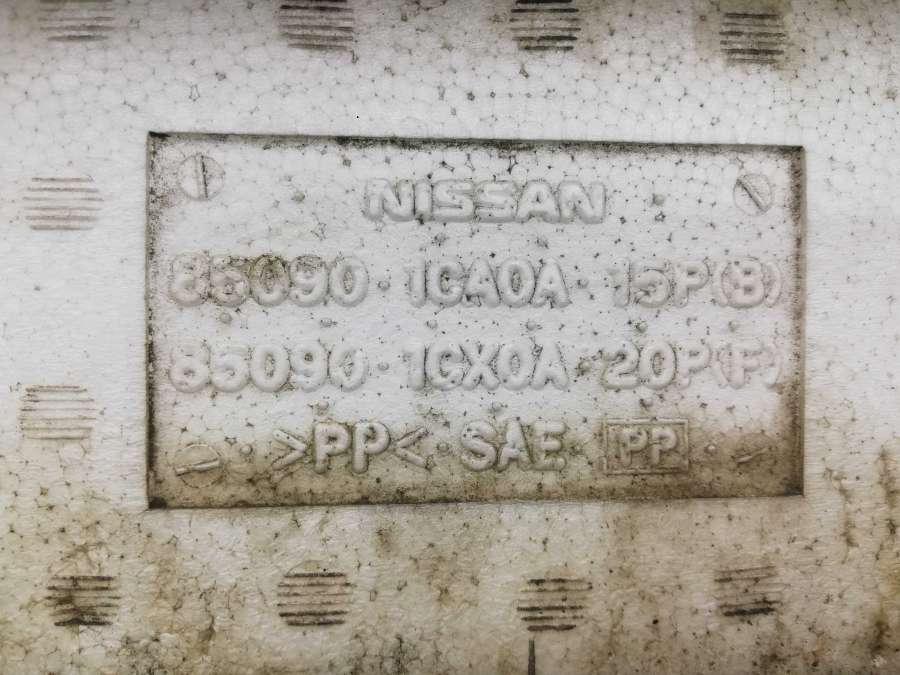 NISSAN
85090·1CA0A·15P(B)
85090·1CX0A·20P(F)
>PP<·SAE PP